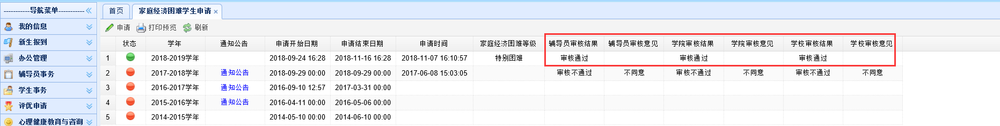 -----------导航菜单-----------
首页 家庭经济困难学生申请
申请 打印预览 刷新
我的信息
新生报到
办公管理
辅导员事务
学生事务
评优申请
心理健康教育与咨询
状态 学年 通知公告 申请开始日期 申请结束日期 申请时间 家庭经济困难等级 辅导员审核结果 辅导员审核意见 学院审核结果 学院审核意见 学校审核结果 学校审核意见
1 2018-2019学年 2018-09-24 16:28 2018-11-16 16:28 2018-11-07 16:10:57 特别困难 审核通过 审核通过 审核通过
2 2017-2018学年 通知公告 2018-09-29 00:00 2018-09-29 00:00 2017-06-08 15:03:05 审核不通过 不同意 审核不通过 不同意 审核不通过 不同意
3 2016-2017学年 2016-09-10 12:57 2017-03-31 00:00
4 2015-2016学年 通知公告 2016-04-11 00:00 2016-05-06 00:00
5 2014-2015学年 2014-05-10 00:00 2014-06-10 00:00